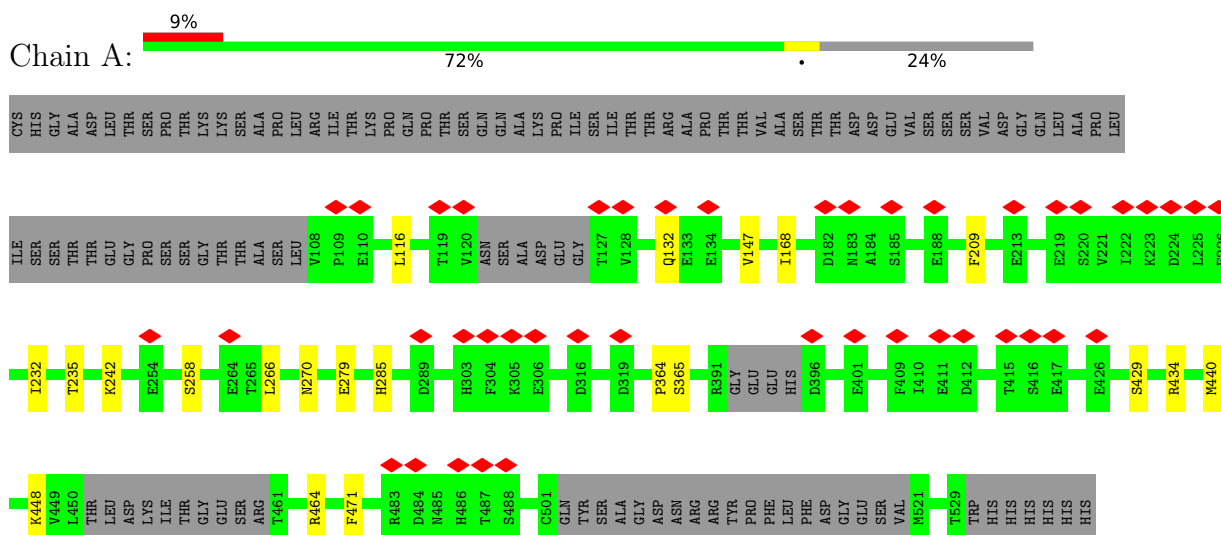 9%
Chain A:
72% • 24%
CYS HIS GLY ALA ASP LEU THR SER PRO THR LYS LYS SER ALA PRO LEU ARG ILE THR LYS PRO GLN PRO THR SER GLN GLN ALA LYS PRO ILE SER ILE THR THR ARG ALA PRO THR THR VAL ALA SER THR THR ASP ASP GLU VAL SER SER SER VAL ASP GLY GLN LEU ALA PRO LEU
ILE SER SER THR THR GLU GLY PRO SER SER GLY THR THR ALA SER LEU V108 P109 E110 L116 T119 V120 ASN SER ALA ASP GLU GLY T127 V128 Q132 E133 E134 V147 I168 D182 N183 A184 S185 E188 F209 E213 E219 S220 V221 I222 K223 D224 L225
I232 T235 K242 E254 S258 E264 T265 L266 N270 E279 H285 D289 H303 F304 K305 E306 D316 D319 P364 S365 R391 GLY GLU GLU HIS D396 E401 F409 I410 E411 D412 T415 S416 E417 E426 S429 R434 M440
K448 V449 L450 THR LEU ASP LYS ILE THR GLY GLU SER ARG T461 R464 F471 R483 D484 N485 H486 T487 S488 C501 GLN TYR SER ALA GLY ASP ASN ARG ARG TYR PRO PHE LEU PHE ASP GLY GLU SER VAL M521 T529 TRP HIS HIS HIS HIS HIS HIS